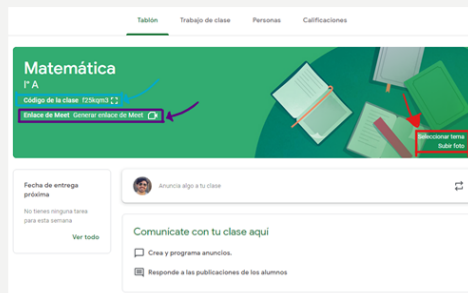 Tablón
Trabajo de clase
Personas
Calificaciones
Matemática
I° A
Código de la clase f25kqm3
Enlace de Meet Generar enlace de Meet
Seleccionar tema
Subir foto
Fecha de entrega
próxima
No tienes ninguna tarea
para esta semana
Ver todo
Anuncia algo a tu clase
Comunícate con tu clase aquí
Crea y programa anuncios.
Responde a las publicaciones de los alumnos